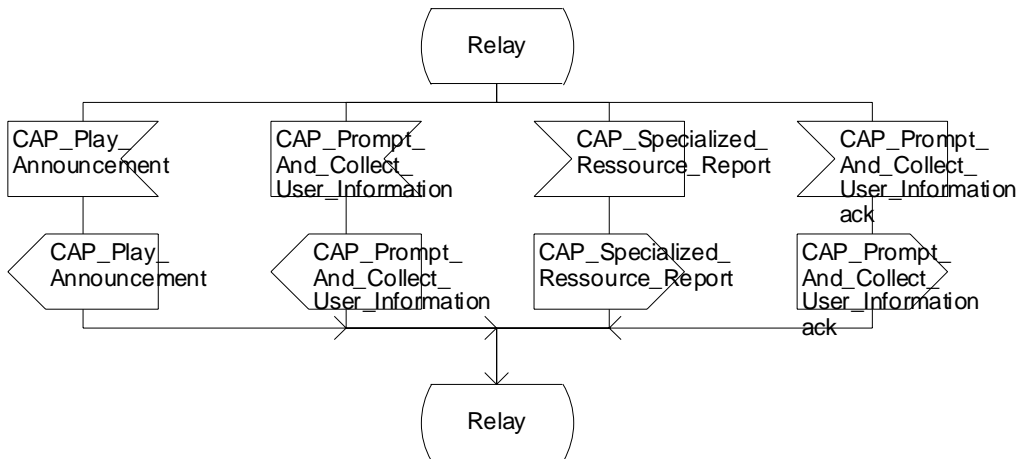 Relay
CAP_Play_
Announcement
CAP_Prompt_
And_Collect_
User_Information
CAP_Specialized_
Ressource_Report
CAP_Prompt_
And_Collect_
User_Information
ack
CAP_Play_
Announcement
CAP_Prompt_
And_Collect_
User_Information
CAP_Specialized_
Ressource_Report
CAP_Prompt_
And_Collect_
User_Information
ack
Relay